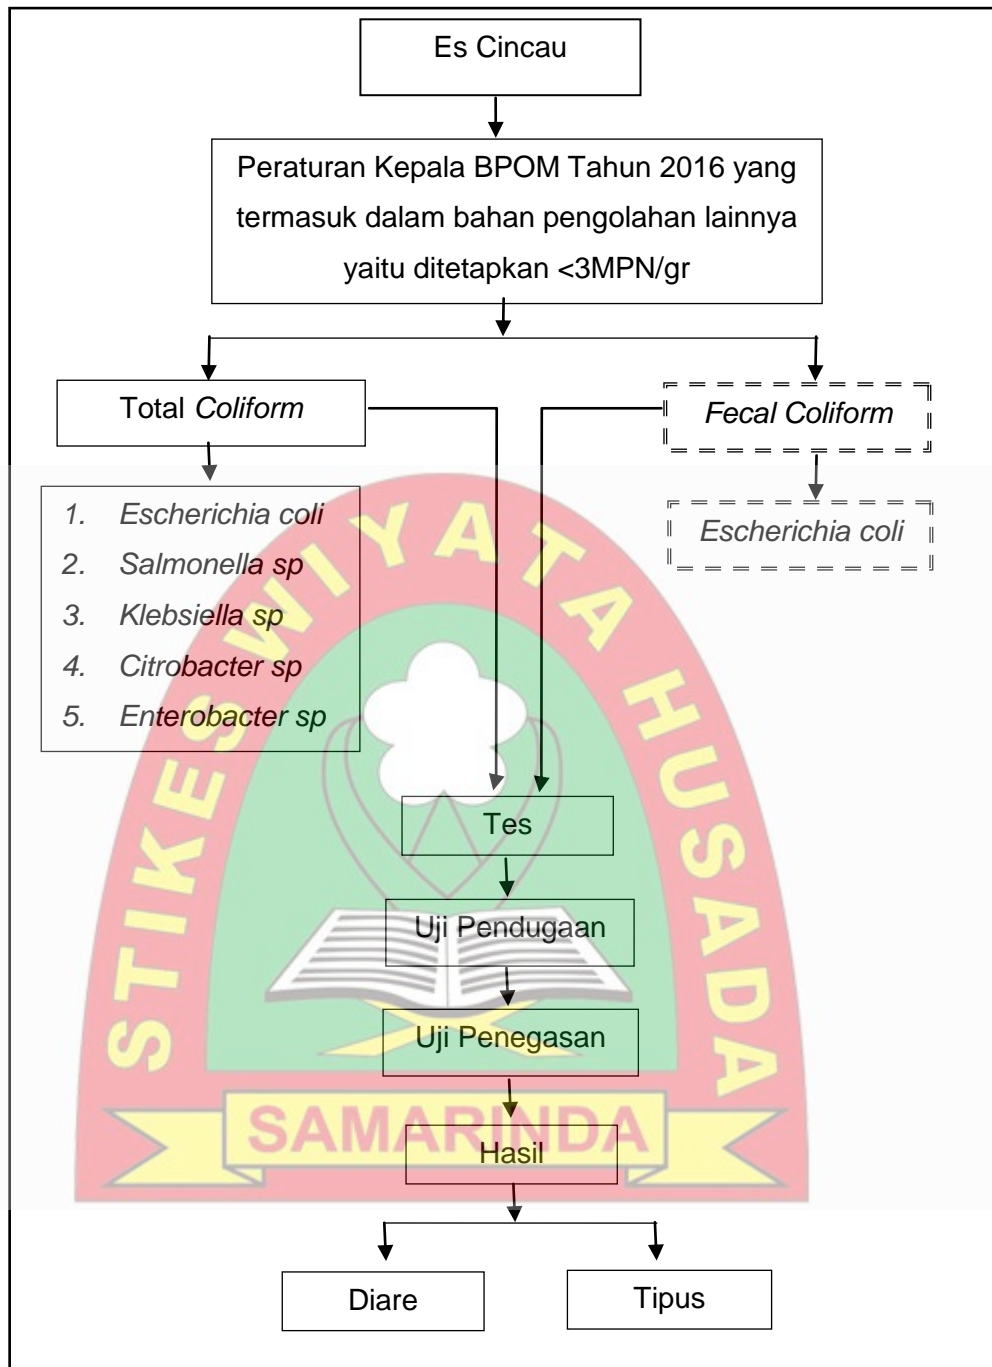 Es Cincau
Peraturan Kepala BPOM Tahun 2016 yang
termasuk dalam bahan pengolahan lainnya
yaitu ditetapkan <3MPN/gr
Total Coliform
Fecal Coliform
1. Escherichia coli
2. Salmonella sp
3. Klebsiella sp
4. Citrobacter sp
5. Enterobacter sp
Escherichia coli
STIKES WIYATA HUSADA
Tes
Uji Pendugaan
Uji Penegasan
SAMARINDA
Hasil
Diare
Tipus